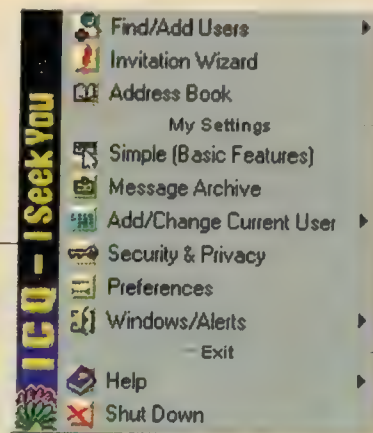 ICQ - I Seek You
Find/Add Users
Invitation Wizard
Address Book
My Settings
Simple (Basic Features)
Message Archive
Add/Change Current User
Security & Privacy
Preferences
Windows/Alerts
Exit
Help
Shut Down